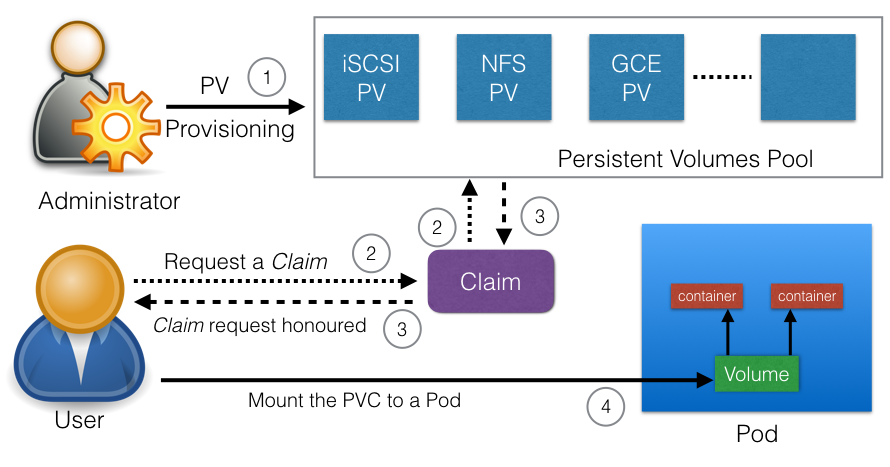 PV
1
Provisioning
Administrator
iSCSI
PV
NFS
PV
GCE
PV
Persistent Volumes Pool
2
3
Request a Claim
2
Claim
Claim request honoured
3
User
Mount the PVC to a Pod
4
container
container
Volume
Pod